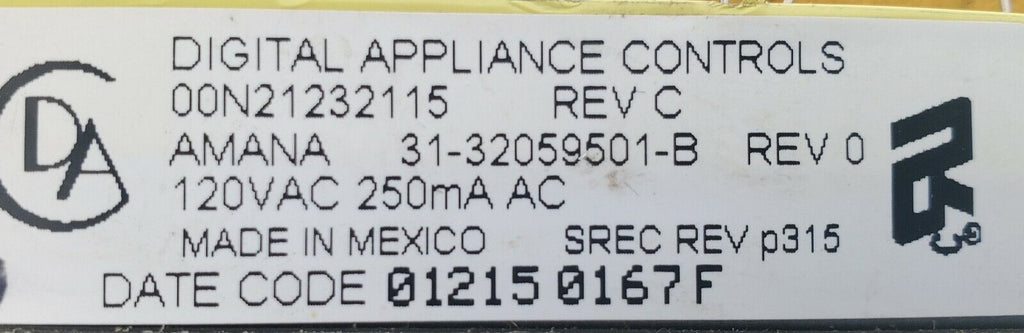 DIGITAL APPLIANCE CONTROLS
00N21232115 REV C
AMANA 31-32059501-B REV 0
120VAC 250mA AC
MADE IN MEXICO SREC REV p315
DATE CODE 01215 0167F
DA